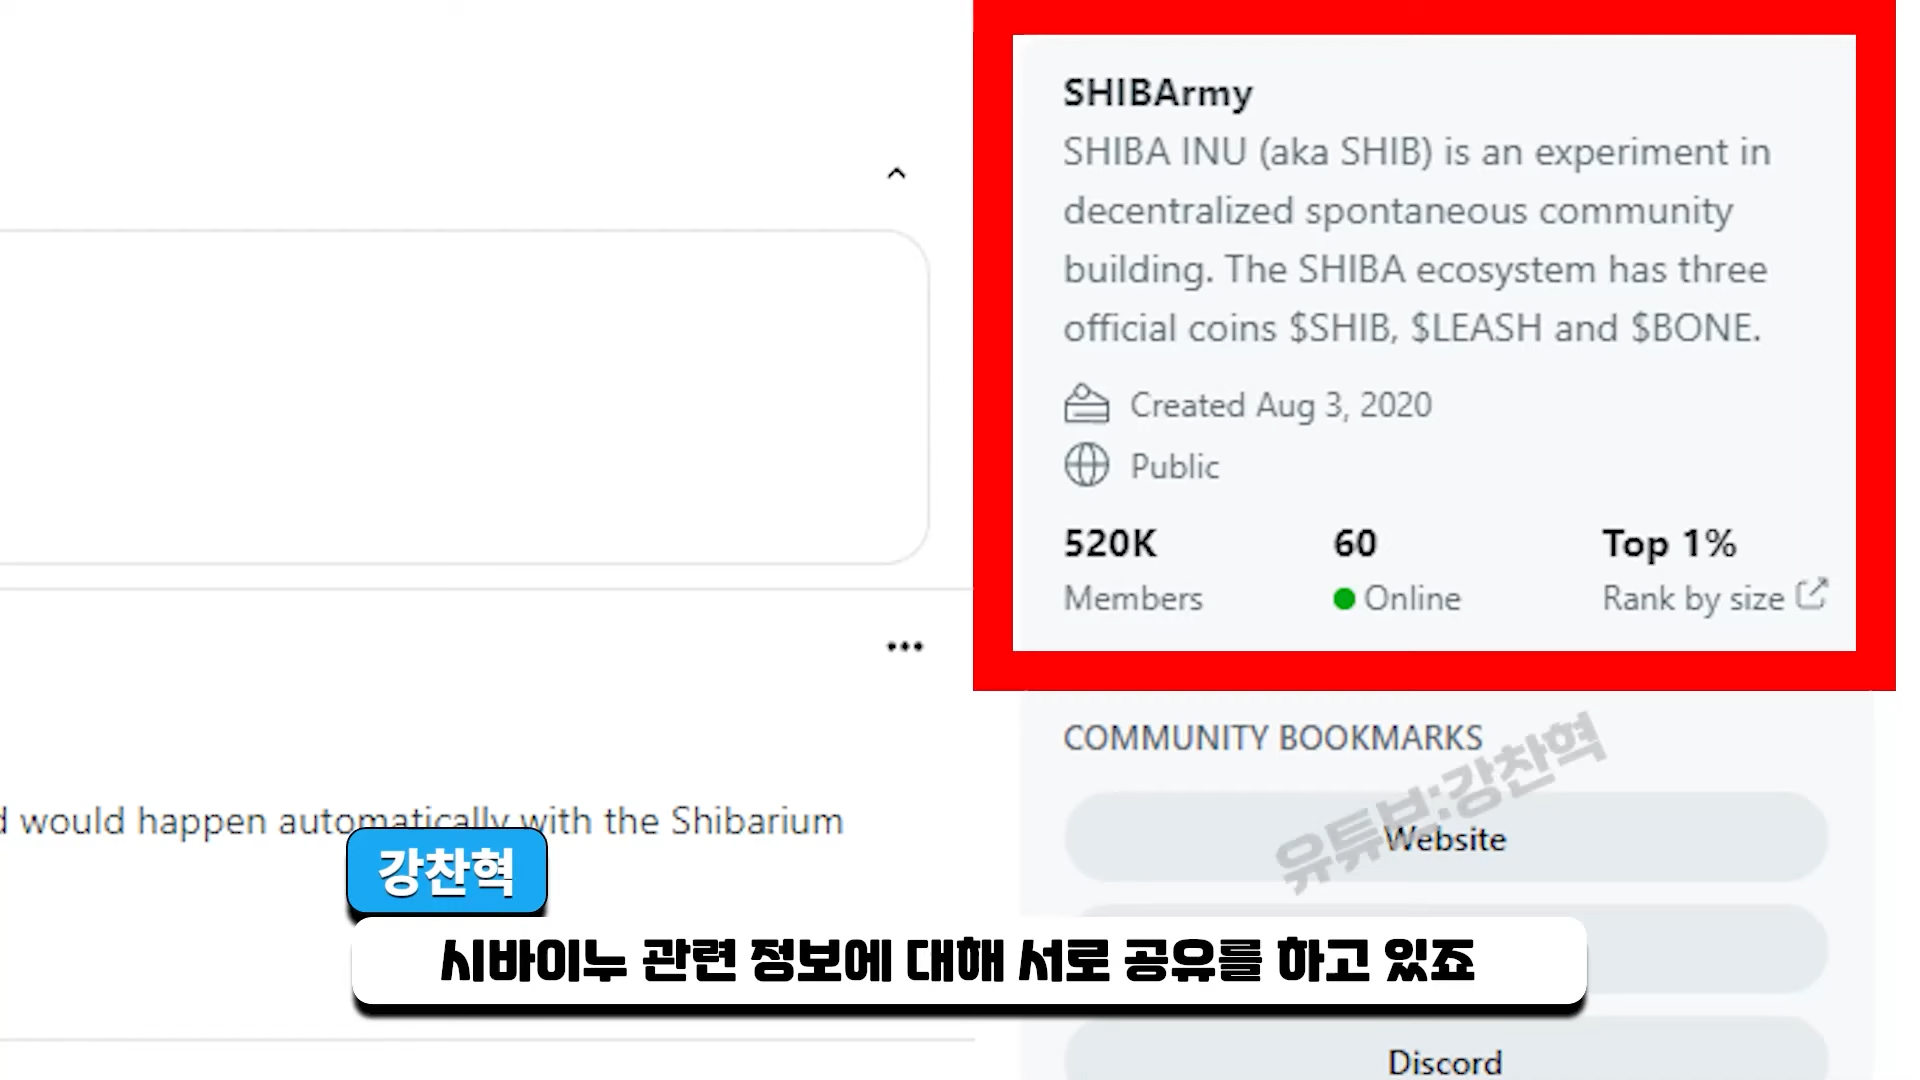 SHIBArmy
SHIBA INU (aka SHIB) is an experiment in
decentralized spontaneous community
building. The SHIBA ecosystem has three
official coins $SHIB, $LEASH and $BONE.
Created Aug 3, 2020
Public
520K
Members
60
Online
Top 1%
Rank by size
COMMUNITY BOOKMARKS
유튜브:강찬혁
Website
would happen automatically with the Shibarium
강찬혁
시바이누 관련 정보에 대해 서로 공유를 하고 있죠
Discord